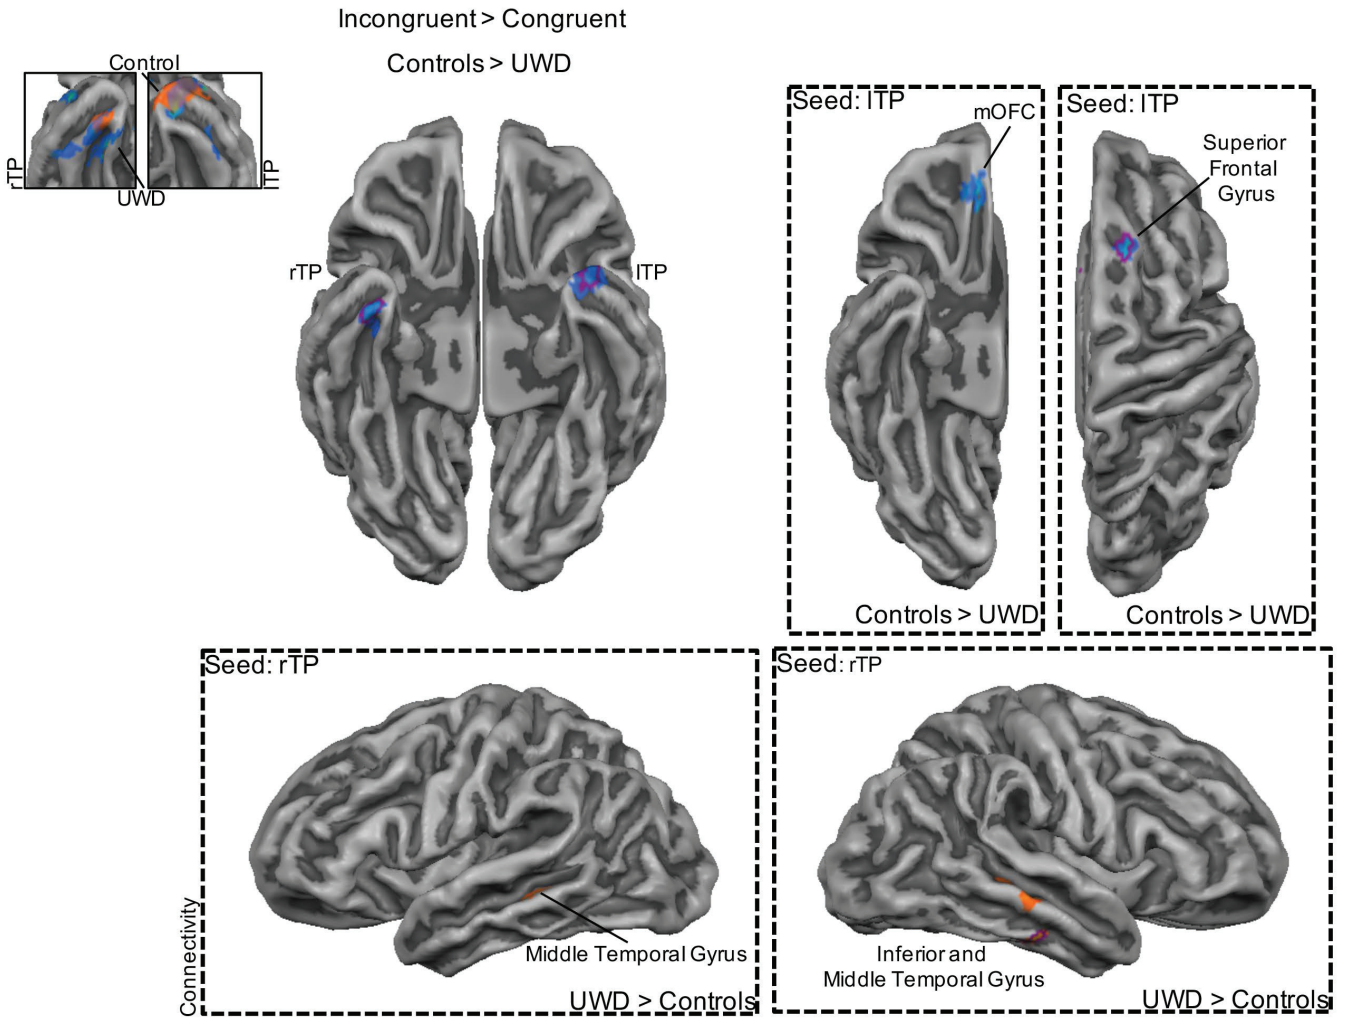 Incongruent > Congruent
Controls > UWD
Control
rTP
lTP
UWD
rTP
lTP
Seed: lTP
mOFC
Controls > UWD
Seed: lTP
Superior
Frontal
Gyrus
Controls > UWD
Connectivity
Seed: rTP
Middle Temporal Gyrus
UWD > Controls
Seed: rTP
Inferior and
Middle Temporal Gyrus
UWD > Controls